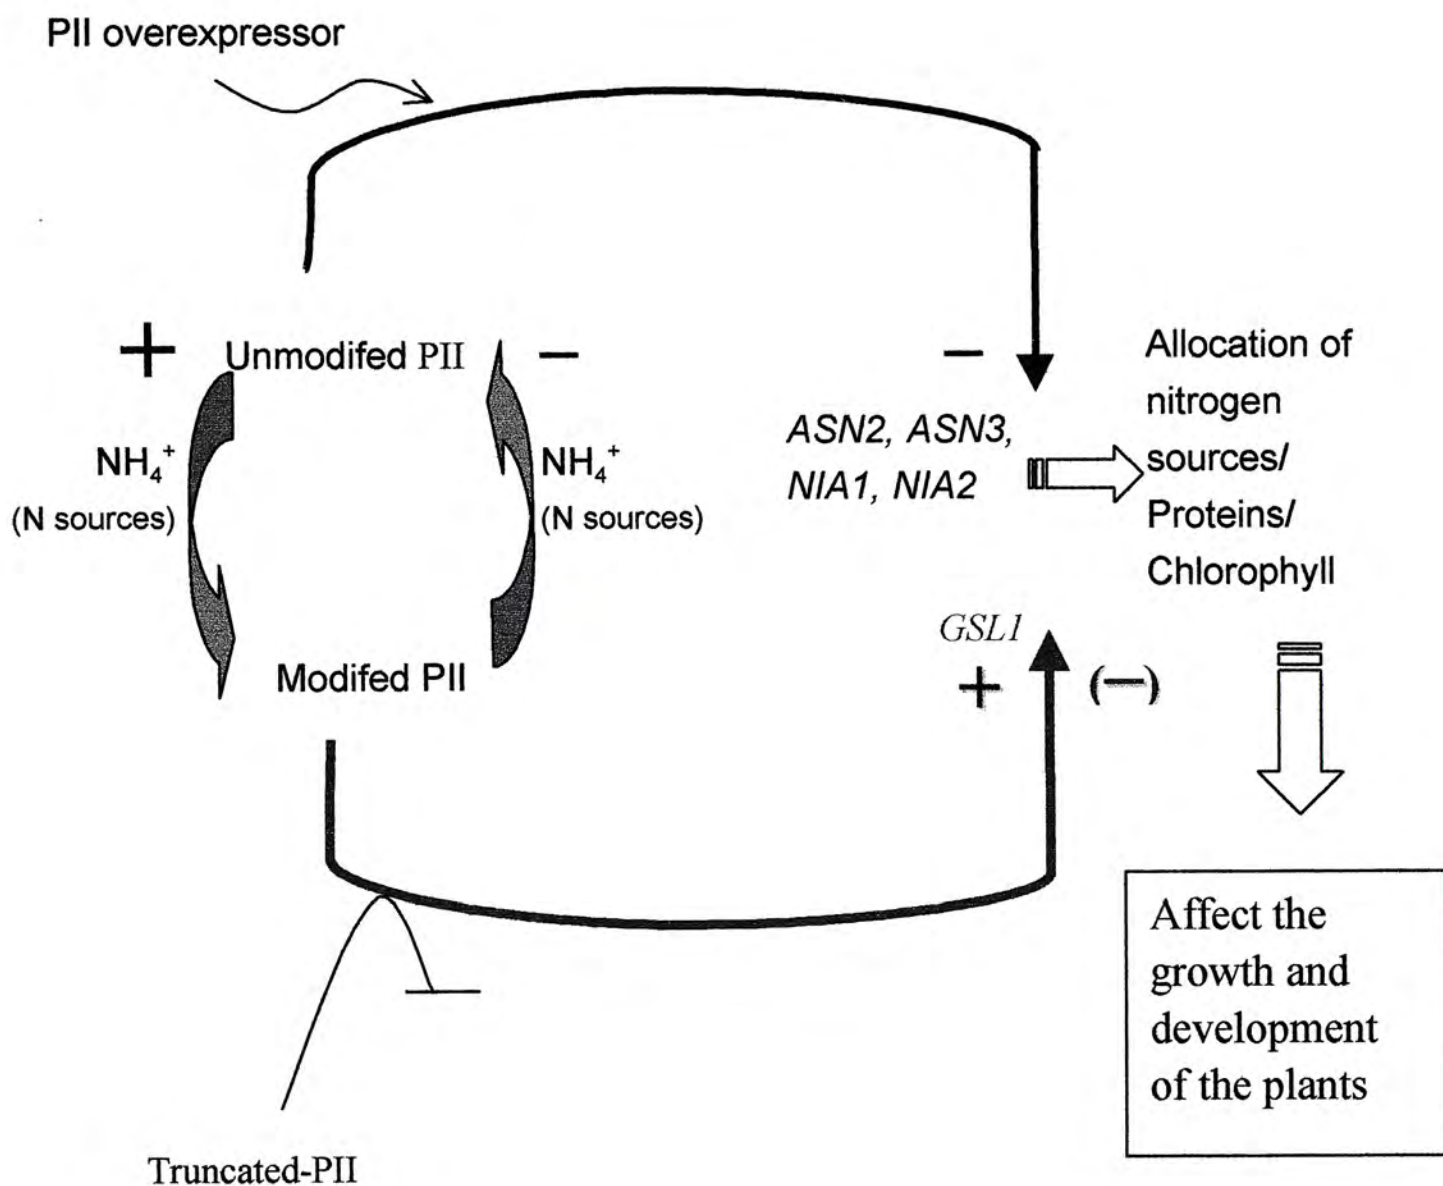 PII overexpressor
+
Unmodifed PII
−
NH₄⁺
(N sources)
NH₄⁺
(N sources)
Modifed PII
−
ASN2, ASN3,
NIA1, NIA2
Allocation of
nitrogen
sources/
Proteins/
Chlorophyll
GSL1
+
(−)
Affect the
growth and
development
of the plants
Truncated-PII